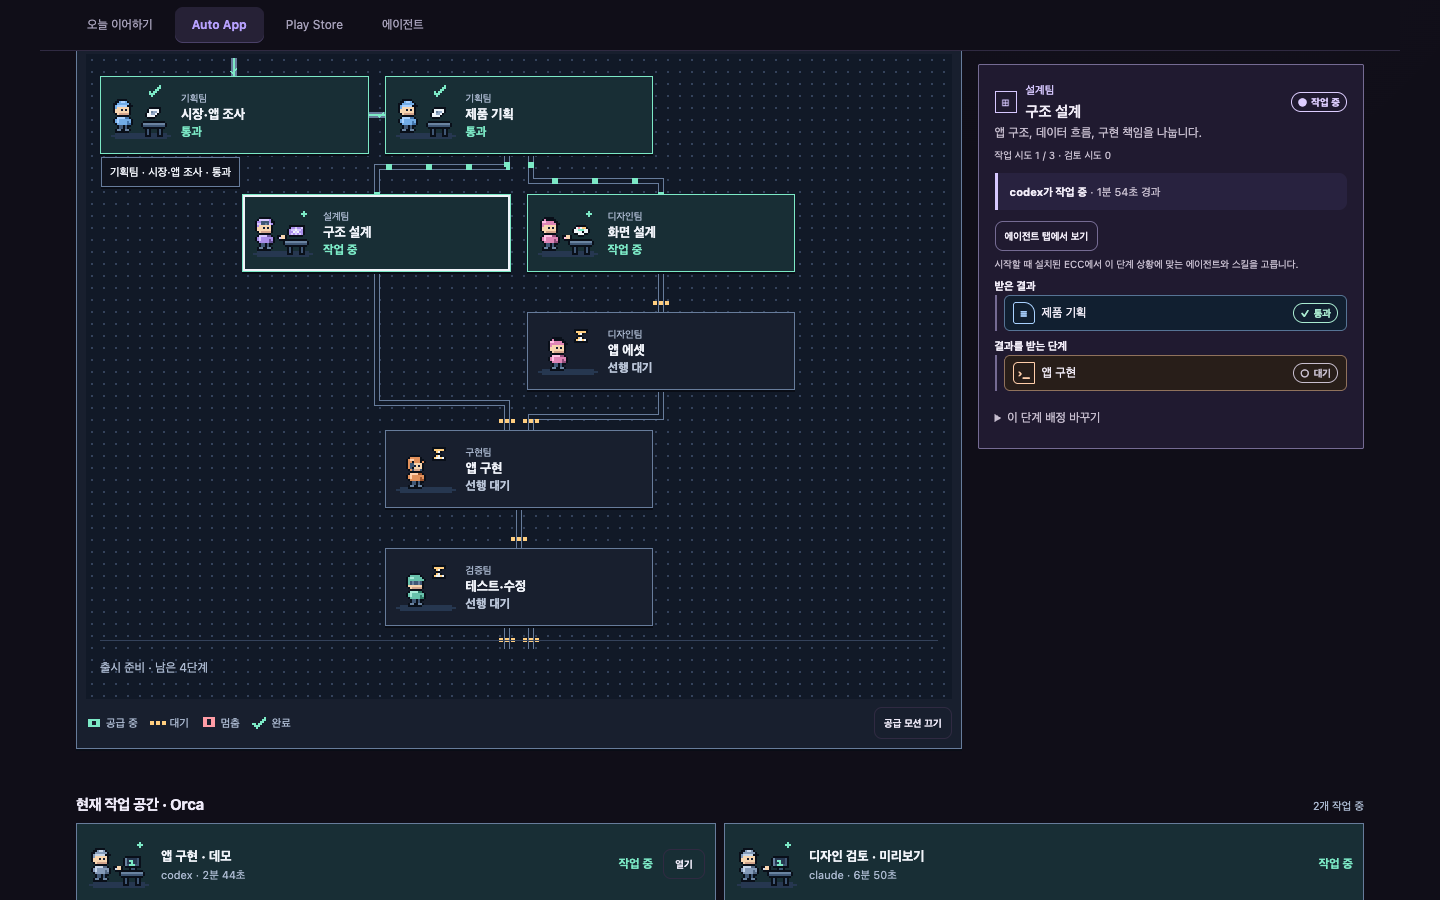 오늘 이어하기
Auto App
Play Store
에이전트
기획팀
시장·앱 조사
통과
기획팀
제품 기획
통과
기획팀 · 시장·앱 조사 · 통과
설계팀
구조 설계
작업 중
디자인팀
화면 설계
작업 중
디자인팀
앱 에셋
선행 대기
구현팀
앱 구현
선행 대기
검증팀
테스트·수정
선행 대기
출시 준비 · 남은 4단계
공급 중
대기
멈춤
완료
공급 모션 끄기
설계팀
구조 설계
작업 중
앱 구조, 데이터 흐름, 구현 책임을 나눕니다.
작업 시도 1 / 3 · 검토 시도 0
codex가 작업 중 · 1분 54초 경과
에이전트 탭에서 보기
시작할 때 설치된 ECC에서 이 단계 상황에 맞는 에이전트와 스킬을 고릅니다.
받은 결과
제품 기획
통과
결과를 받는 단계
앱 구현
대기
이 단계 배정 바꾸기
현재 작업 공간 · Orca
2개 작업 중
앱 구현 · 데모
codex · 2분 44초
작업 중
열기
디자인 검토 · 미리보기
claude · 6분 50초
작업 중